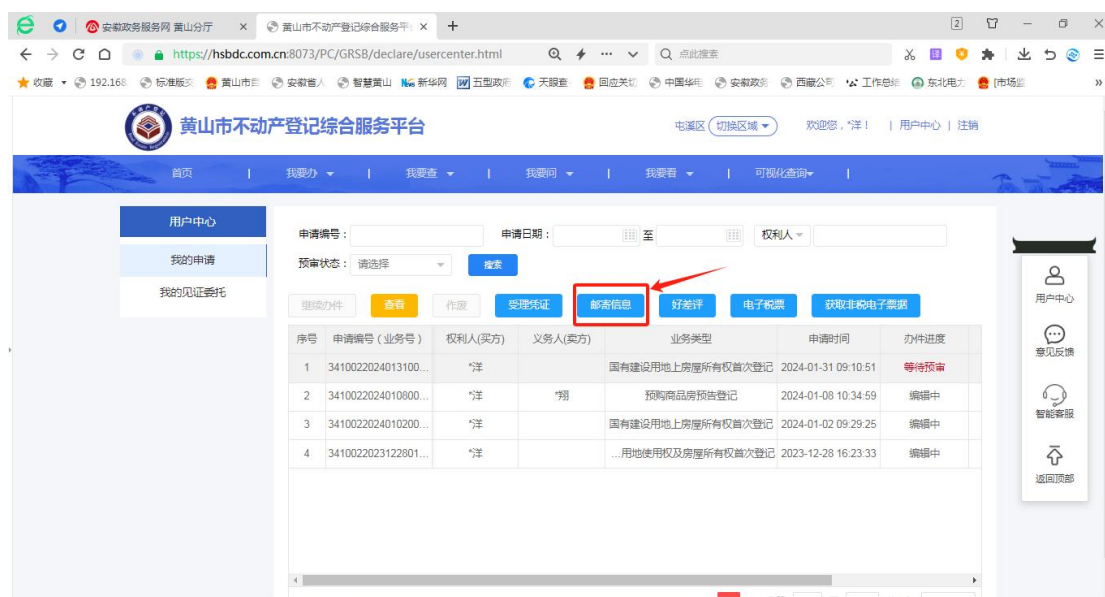 安徽政务服务网 黄山分厅 × 黄山市不动产登记综合服务平 × + 2
https://hsbdc.com.cn:8073/PC/GRSB/declare/usercenter.html 点此搜索
收藏 192.168 标准版交 黄山市 安徽省人 智慧黄山 新华网 五型政府 天眼查 回应关切 中国华电 安徽政务 西藏公司 工作总结 东北电力 [市场监 »
黄山市不动产登记综合服务平台 屯溪区 切换区域 欢迎您，*洋！ | 用户中心 | 注销
首页 | 我要办 | 我要查 | 我要问 | 我要看 | 可视化查询 |
用户中心
我的申请
我的见证委托
申请编号： 申请日期： 至 权利人
预审状态： 请选择 搜索
继续办件 查看 作废 受理凭证 邮寄信息 好差评 电子税票 获取非税电子票据
序号 申请编号（业务号） 权利人(买方) 义务人(卖方) 业务类型 申请时间 办件进度
1 3410022024013100... *洋 国有建设用地上房屋所有权首次登记 2024-01-31 09:10:51 等待预审
2 3410022024010800... *洋 *翔 预购商品房预告登记 2024-01-08 10:34:59 编辑中
3 3410022024010200... *洋 国有建设用地上房屋所有权首次登记 2024-01-02 09:29:25 编辑中
4 3410022023122801... *洋 ...用地使用权及房屋所有权首次登记 2023-12-28 16:23:33 编辑中
用户中心
意见反馈
智能客服
返回顶部